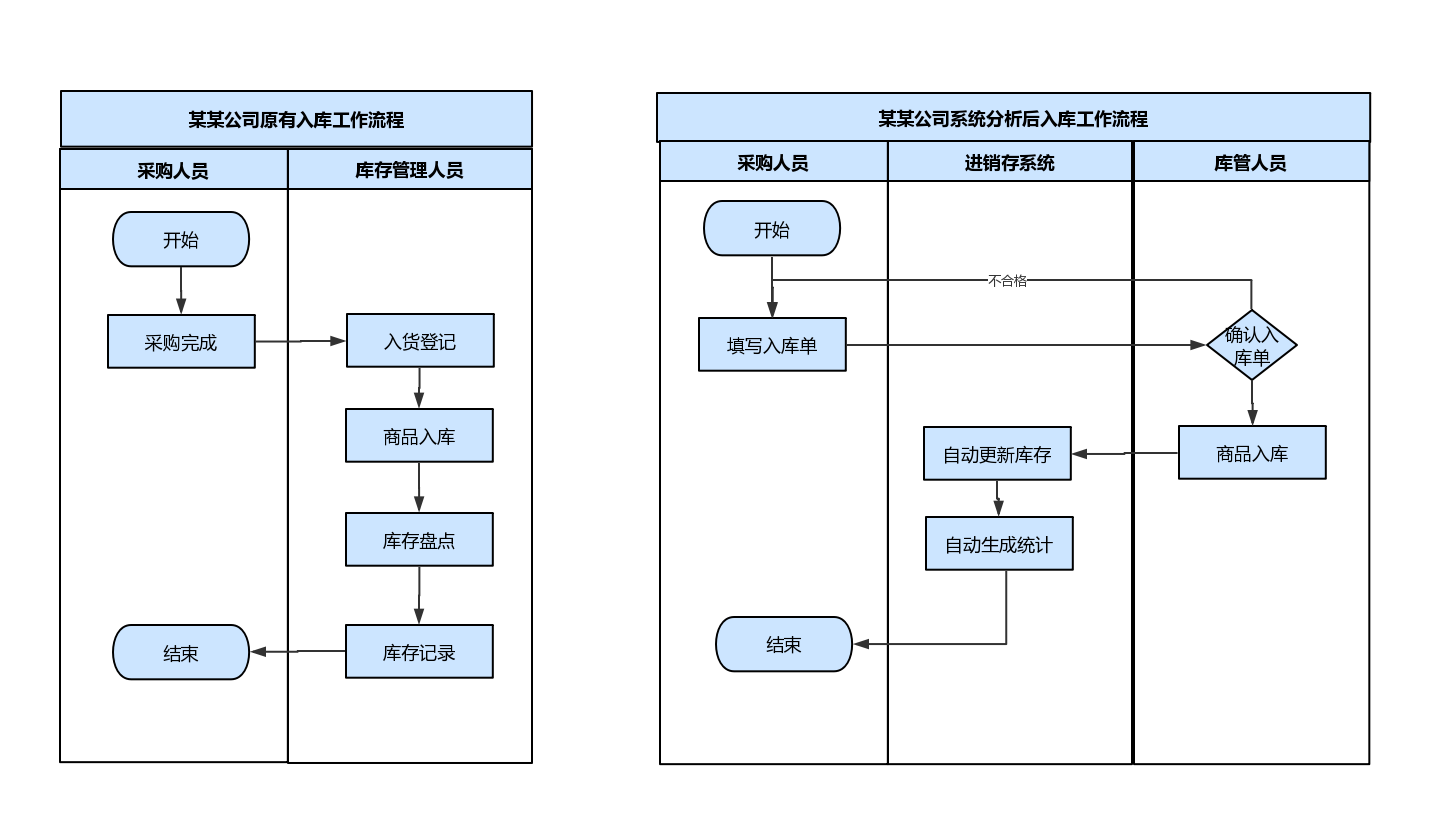 某某公司原有入库工作流程
采购人员
库存管理人员
开始
采购完成
入货登记
商品入库
库存盘点
库存记录
结束
某某公司系统分析后入库工作流程
采购人员
进销存系统
库管人员
开始
不合格
填写入库单
确认入
库单
自动更新库存
商品入库
自动生成统计
结束